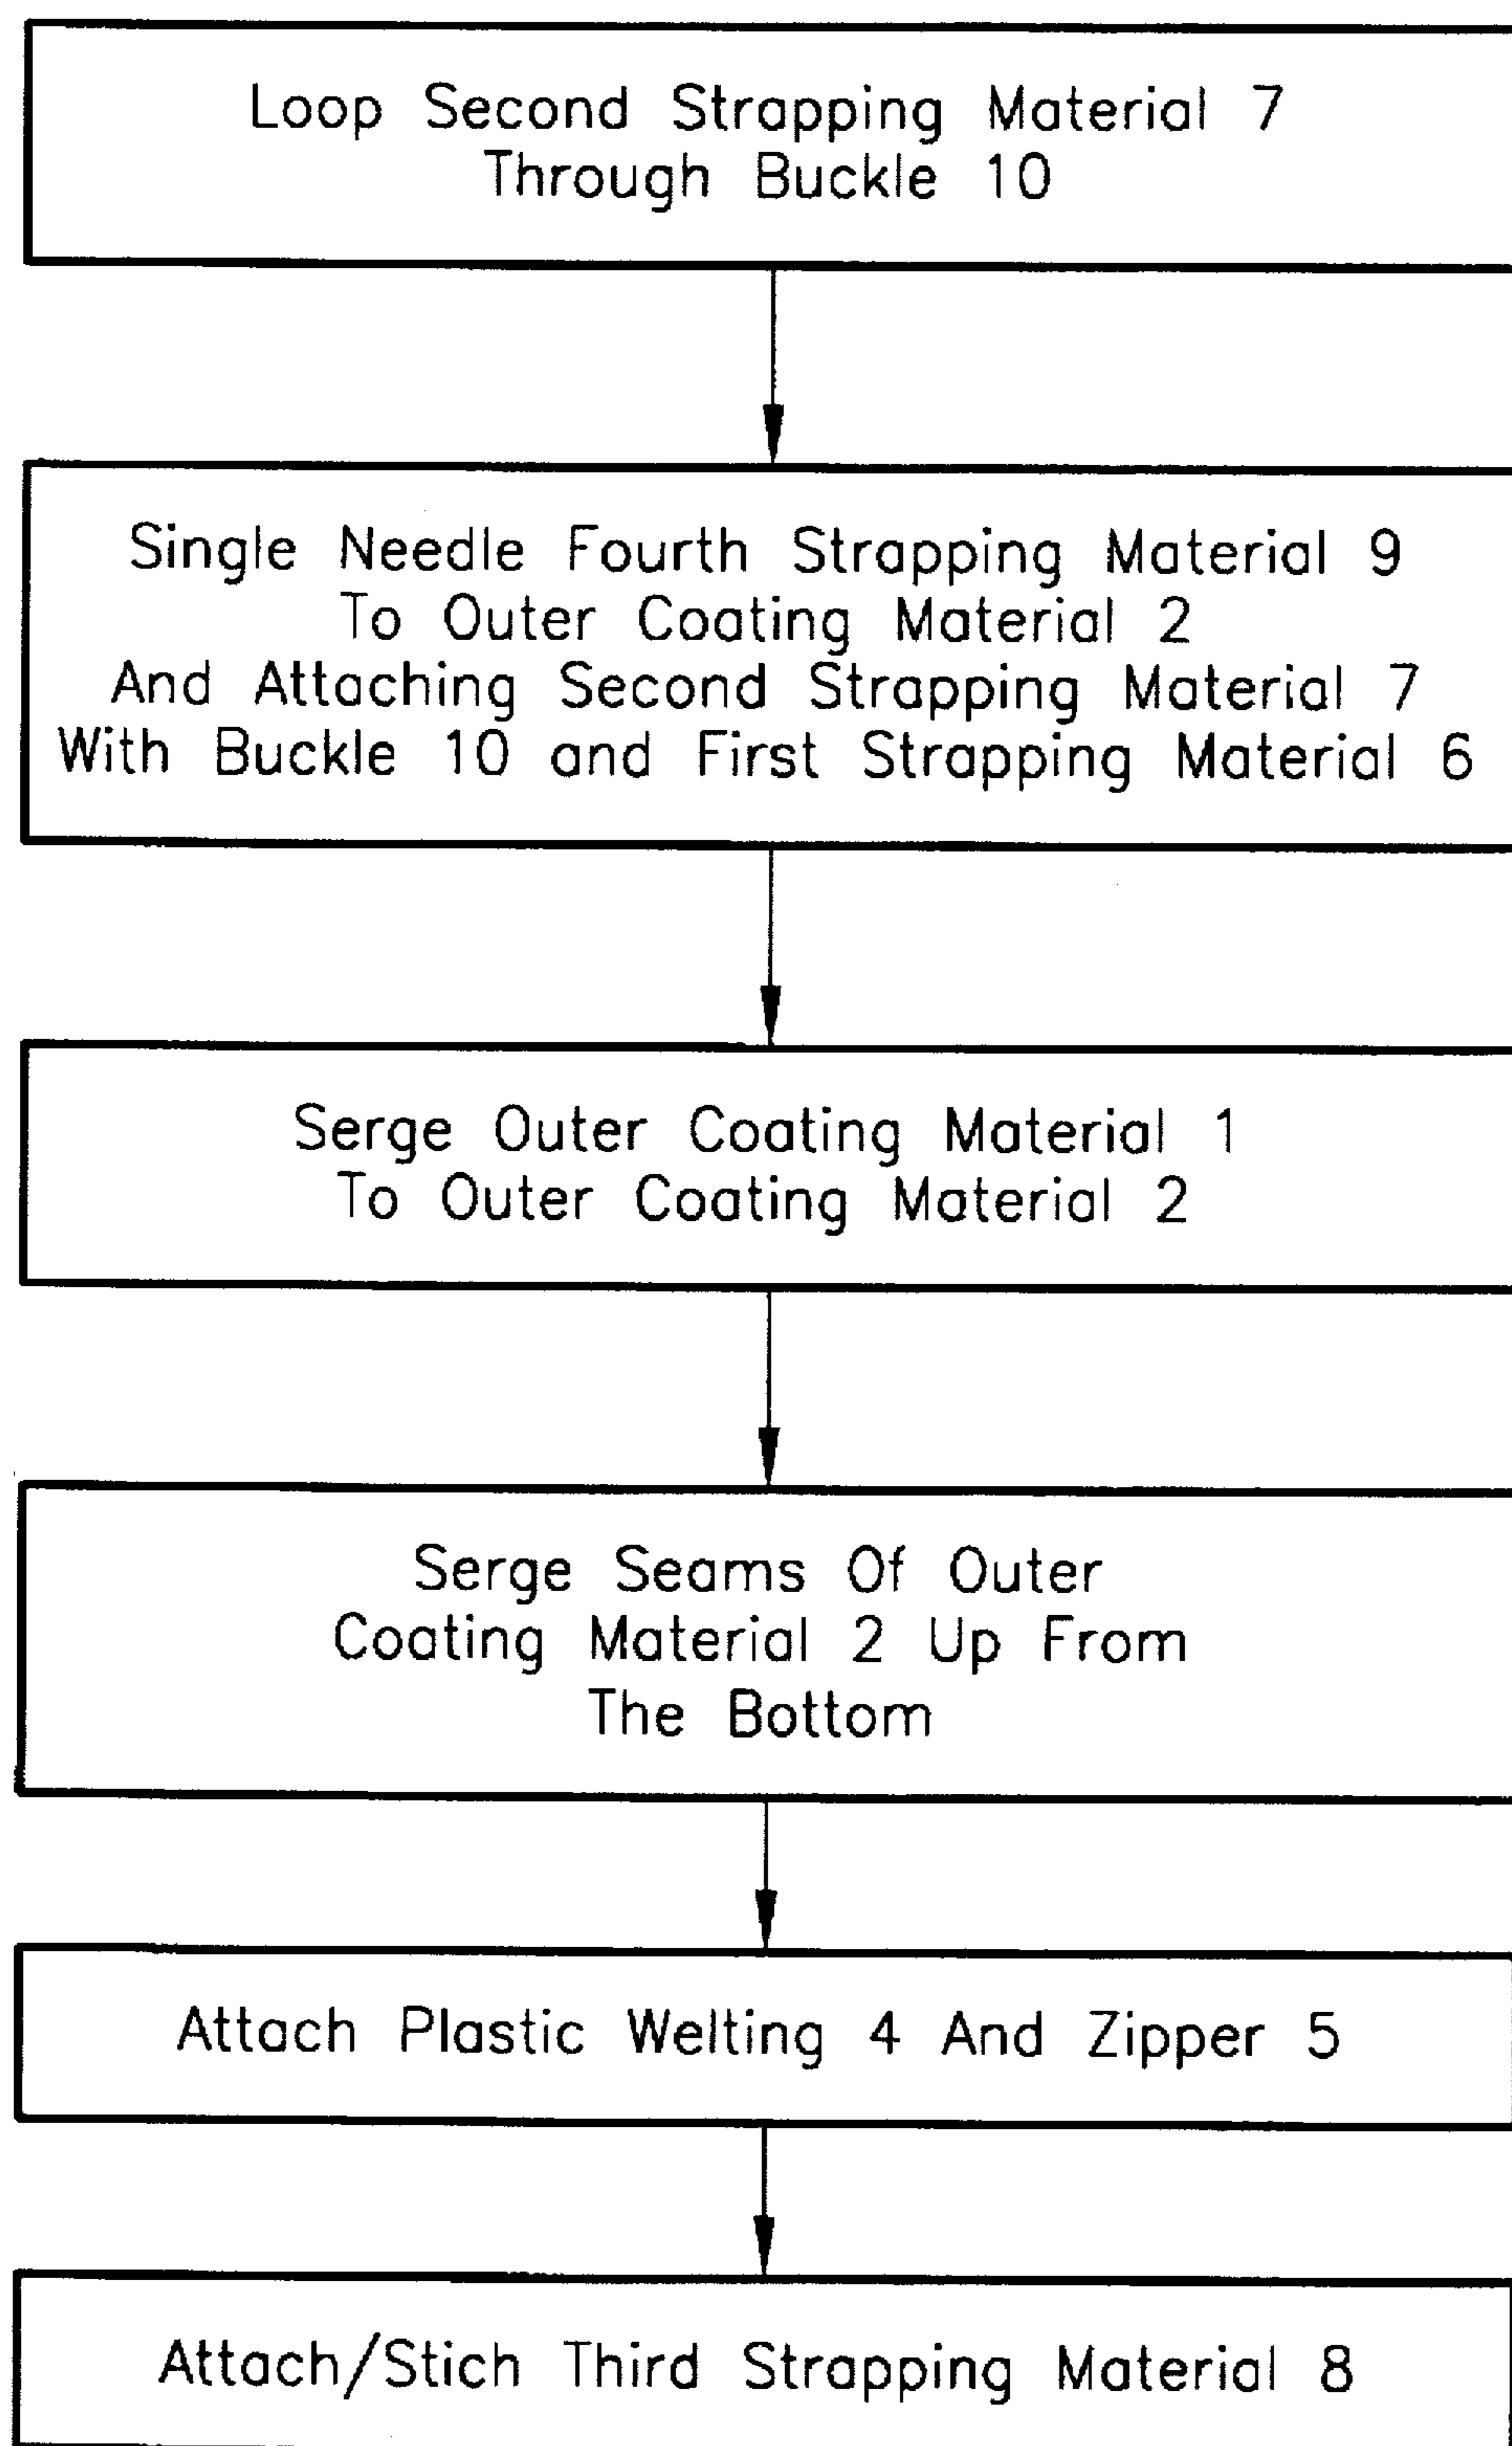 Loop Second Strapping Material 7
Through Buckle 10
Single Needle Fourth Strapping Material 9
To Outer Coating Material 2
And Attaching Second Strapping Material 7
With Buckle 10 and First Strapping Material 6
Serge Outer Coating Material 1
To Outer Coating Material 2
Serge Seams Of Outer
Coating Material 2 Up From
The Bottom
Attach Plastic Welting 4 And Zipper 5
Attach/Stich Third Strapping Material 8